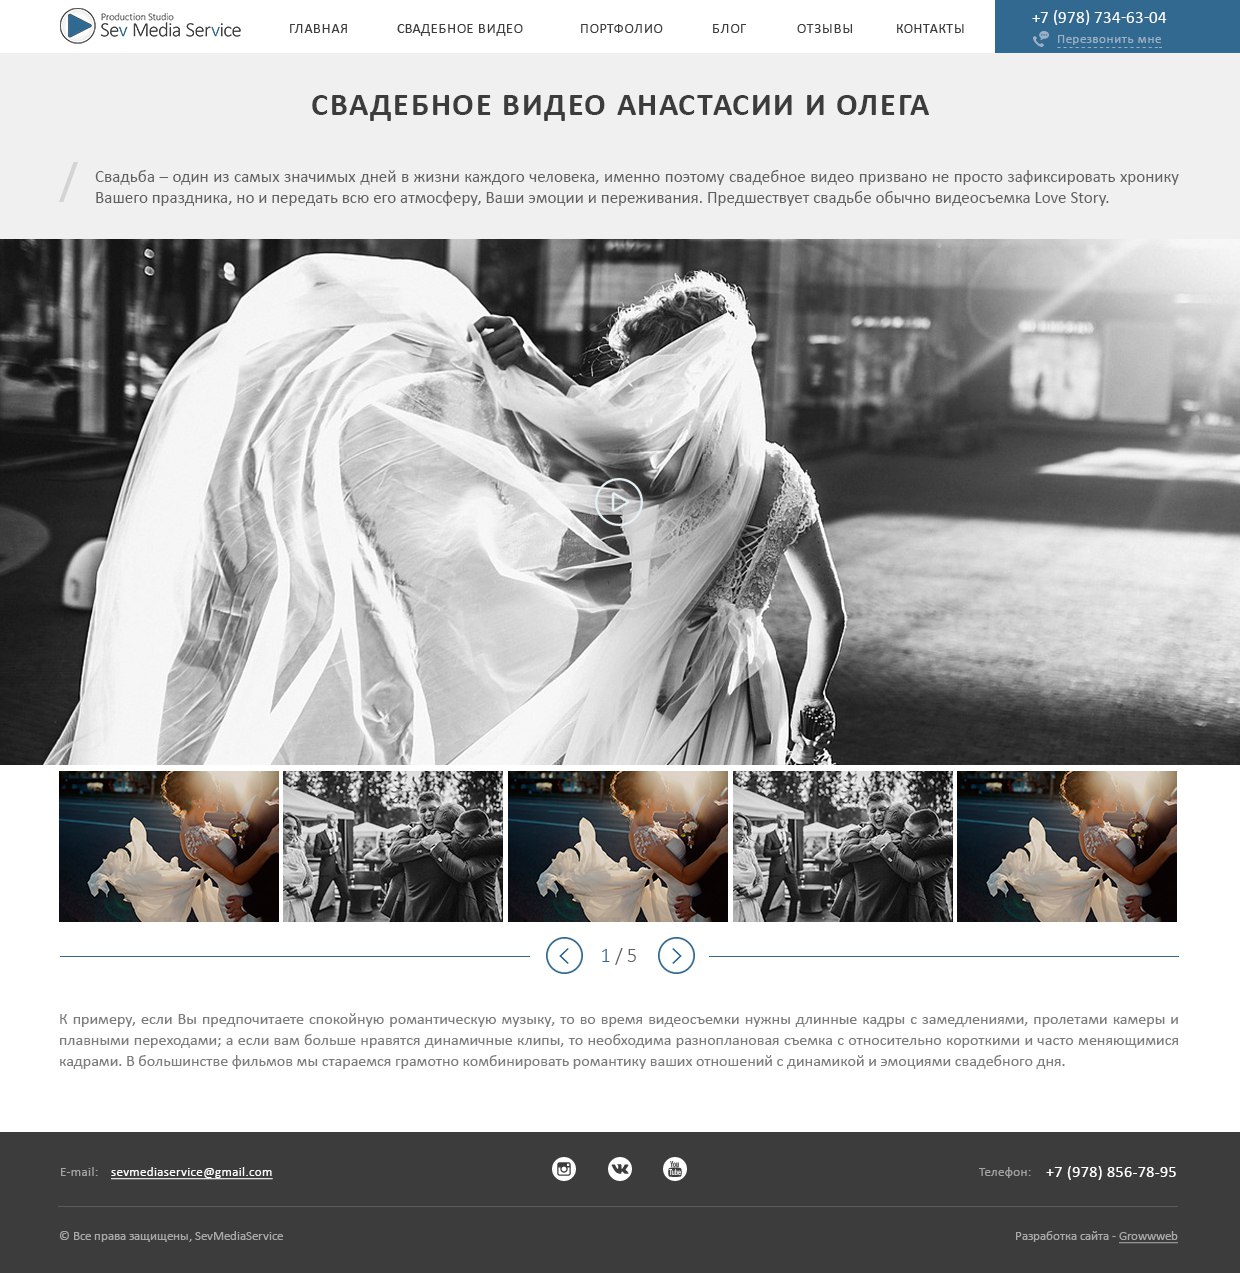 Production Studio
Sev Media Service
ГЛАВНАЯ
СВАДЕБНОЕ ВИДЕО
ПОРТФОЛИО
БЛОГ
ОТЗЫВЫ
КОНТАКТЫ
+7 (978) 734-63-04
Перезвонить мне
СВАДЕБНОЕ ВИДЕО АНАСТАСИИ И ОЛЕГА
Свадьба – один из самых значимых дней в жизни каждого человека, именно поэтому свадебное видео призвано не просто зафиксировать хронику
Вашего праздника, но и передать всю его атмосферу, Ваши эмоции и переживания. Предшествует свадьбе обычно видеосъемка Love Story.
1 / 5
К примеру, если Вы предпочитаете спокойную романтическую музыку, то во время видеосъемки нужны длинные кадры с замедлениями, пролетами камеры и
плавными переходами; а если вам больше нравятся динамичные клипы, то необходима разноплановая съемка с относительно короткими и часто меняющимися
кадрами. В большинстве фильмов мы стараемся грамотно комбинировать романтику ваших отношений с динамикой и эмоциями свадебного дня.
E-mail: sevmediaservice@gmail.com
You
Tube
Телефон: +7 (978) 856-78-95
© Все права защищены, SevMediaService
Разработка сайта - Growwweb